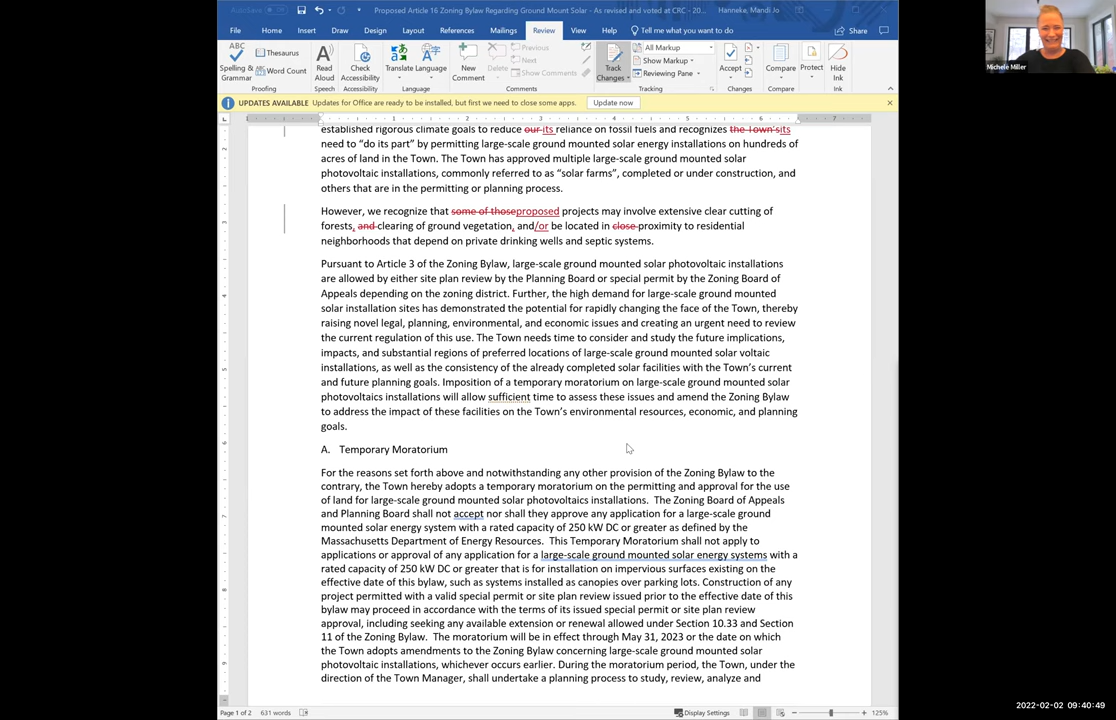 AutoSave Off
Proposed Article 16 Zoning Bylaw Regarding Ground Mount Solar - As revised and voted at CRC - 20...
Hanneke, Mandi Jo
File Home Insert Draw Design Layout References Mailings Review View Help Tell me what you want to do
Share
Michele Miller
ABC
Spelling & Grammar
Thesaurus
Word Count
Proofing
Read Aloud
Speech
Check Accessibility
Accessibility
Translate Language
Language
New Comment
Delete
Previous
Next
Show Comments
Comments
Track Changes
All Markup
Show Markup
Reviewing Pane
Tracking
Accept
Changes
Compare
Compare
Protect
Hide Ink
Ink
UPDATES AVAILABLE Updates for Office are ready to be installed, but first we need to close some apps. Update now
1 2 3 4 5 6 7
established rigorous climate goals to reduce our its reliance on fossil fuels and recognizes the Town'sits
need to “do its part” by permitting large-scale ground mounted solar energy installations on hundreds of
acres of land in the Town. The Town has approved multiple large-scale ground mounted solar
photovoltaic installations, commonly referred to as “solar farms”, completed or under construction, and
others that are in the permitting or planning process.
However, we recognize that some of thoseproposed projects may involve extensive clear cutting of
forests, and clearing of ground vegetation, and/or be located in close proximity to residential
neighborhoods that depend on private drinking wells and septic systems.
Pursuant to Article 3 of the Zoning Bylaw, large-scale ground mounted solar photovoltaic installations
are allowed by either site plan review by the Planning Board or special permit by the Zoning Board of
Appeals depending on the zoning district. Further, the high demand for large-scale ground mounted
solar installation sites has demonstrated the potential for rapidly changing the face of the Town, thereby
raising novel legal, planning, environmental, and economic issues and creating an urgent need to review
the current regulation of this use. The Town needs time to consider and study the future implications,
impacts, and substantial regions of preferred locations of large-scale ground mounted solar voltaic
installations, as well as the consistency of the already completed solar facilities with the Town’s current
and future planning goals. Imposition of a temporary moratorium on large-scale ground mounted solar
photovoltaics installations will allow sufficient time to assess these issues and amend the Zoning Bylaw
to address the impact of these facilities on the Town’s environmental resources, economic, and planning
goals.
A. Temporary Moratorium
For the reasons set forth above and notwithstanding any other provision of the Zoning Bylaw to the
contrary, the Town hereby adopts a temporary moratorium on the permitting and approval for the use
of land for large-scale ground mounted solar photovoltaics installations. The Zoning Board of Appeals
and Planning Board shall not accept nor shall they approve any application for a large-scale ground
mounted solar energy system with a rated capacity of 250 kW DC or greater as defined by the
Massachusetts Department of Energy Resources. This Temporary Moratorium shall not apply to
applications or approval of any application for a large-scale ground mounted solar energy systems with a
rated capacity of 250 kW DC or greater that is for installation on impervious surfaces existing on the
effective date of this bylaw, such as systems installed as canopies over parking lots. Construction of any
project permitted with a valid special permit or site plan review issued prior to the effective date of this
bylaw may proceed in accordance with the terms of its issued special permit or site plan review
approval, including seeking any available extension or renewal allowed under Section 10.33 and Section
11 of the Zoning Bylaw. The moratorium will be in effect through May 31, 2023 or the date on which
the Town adopts amendments to the Zoning Bylaw concerning large-scale ground mounted solar
photovoltaic installations, whichever occurs earlier. During the moratorium period, the Town, under the
direction of the Town Manager, shall undertake a planning process to study, review, analyze and
Page 1 of 2 631 words Display Settings 125%
2022-02-02 09:40:49